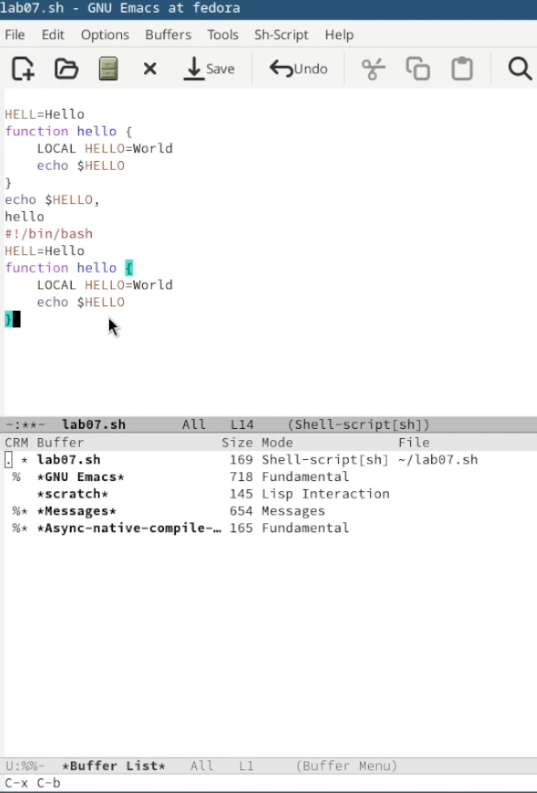 lab07.sh - GNU Emacs at fedora
File Edit Options Buffers Tools Sh-Script Help
Save Undo
HELL=Hello
function hello {
    LOCAL HELLO=World
    echo $HELLO
}
echo $HELLO,
hello
#!/bin/bash
HELL=Hello
function hello {
    LOCAL HELLO=World
    echo $HELLO
}
-:**- lab07.sh All L14 (Shell-script[sh])
CRM Buffer Size Mode File
. * lab07.sh 169 Shell-script[sh] ~/lab07.sh
% *GNU Emacs* 718 Fundamental
*scratch* 145 Lisp Interaction
%* *Messages* 654 Messages
%* *Async-native-compile-… 165 Fundamental
U:%%- *Buffer List* All L1 (Buffer Menu)
C-x C-b